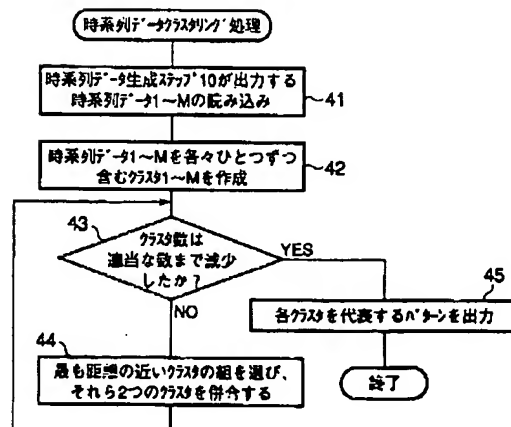 時系列ﾃﾞｰﾀｸﾗｽﾀﾘﾝｸﾞ処理
時系列ﾃﾞｰﾀ生成ｽﾃｯﾌﾟ10が出力する
時系列ﾃﾞｰﾀ1～Mの読み込み
41
時系列ﾃﾞｰﾀ1～Mを各々ひとつずつ
含むｸﾗｽﾀ1～Mを作成
42
43
ｸﾗｽﾀ数は
適当な数まで減少
したか?
YES
NO
45
各ｸﾗｽﾀを代表するﾊﾟﾀｰﾝを出力
44
最も距離の近いｸﾗｽﾀの組を選び、
それら2つのｸﾗｽﾀを併合する
終了